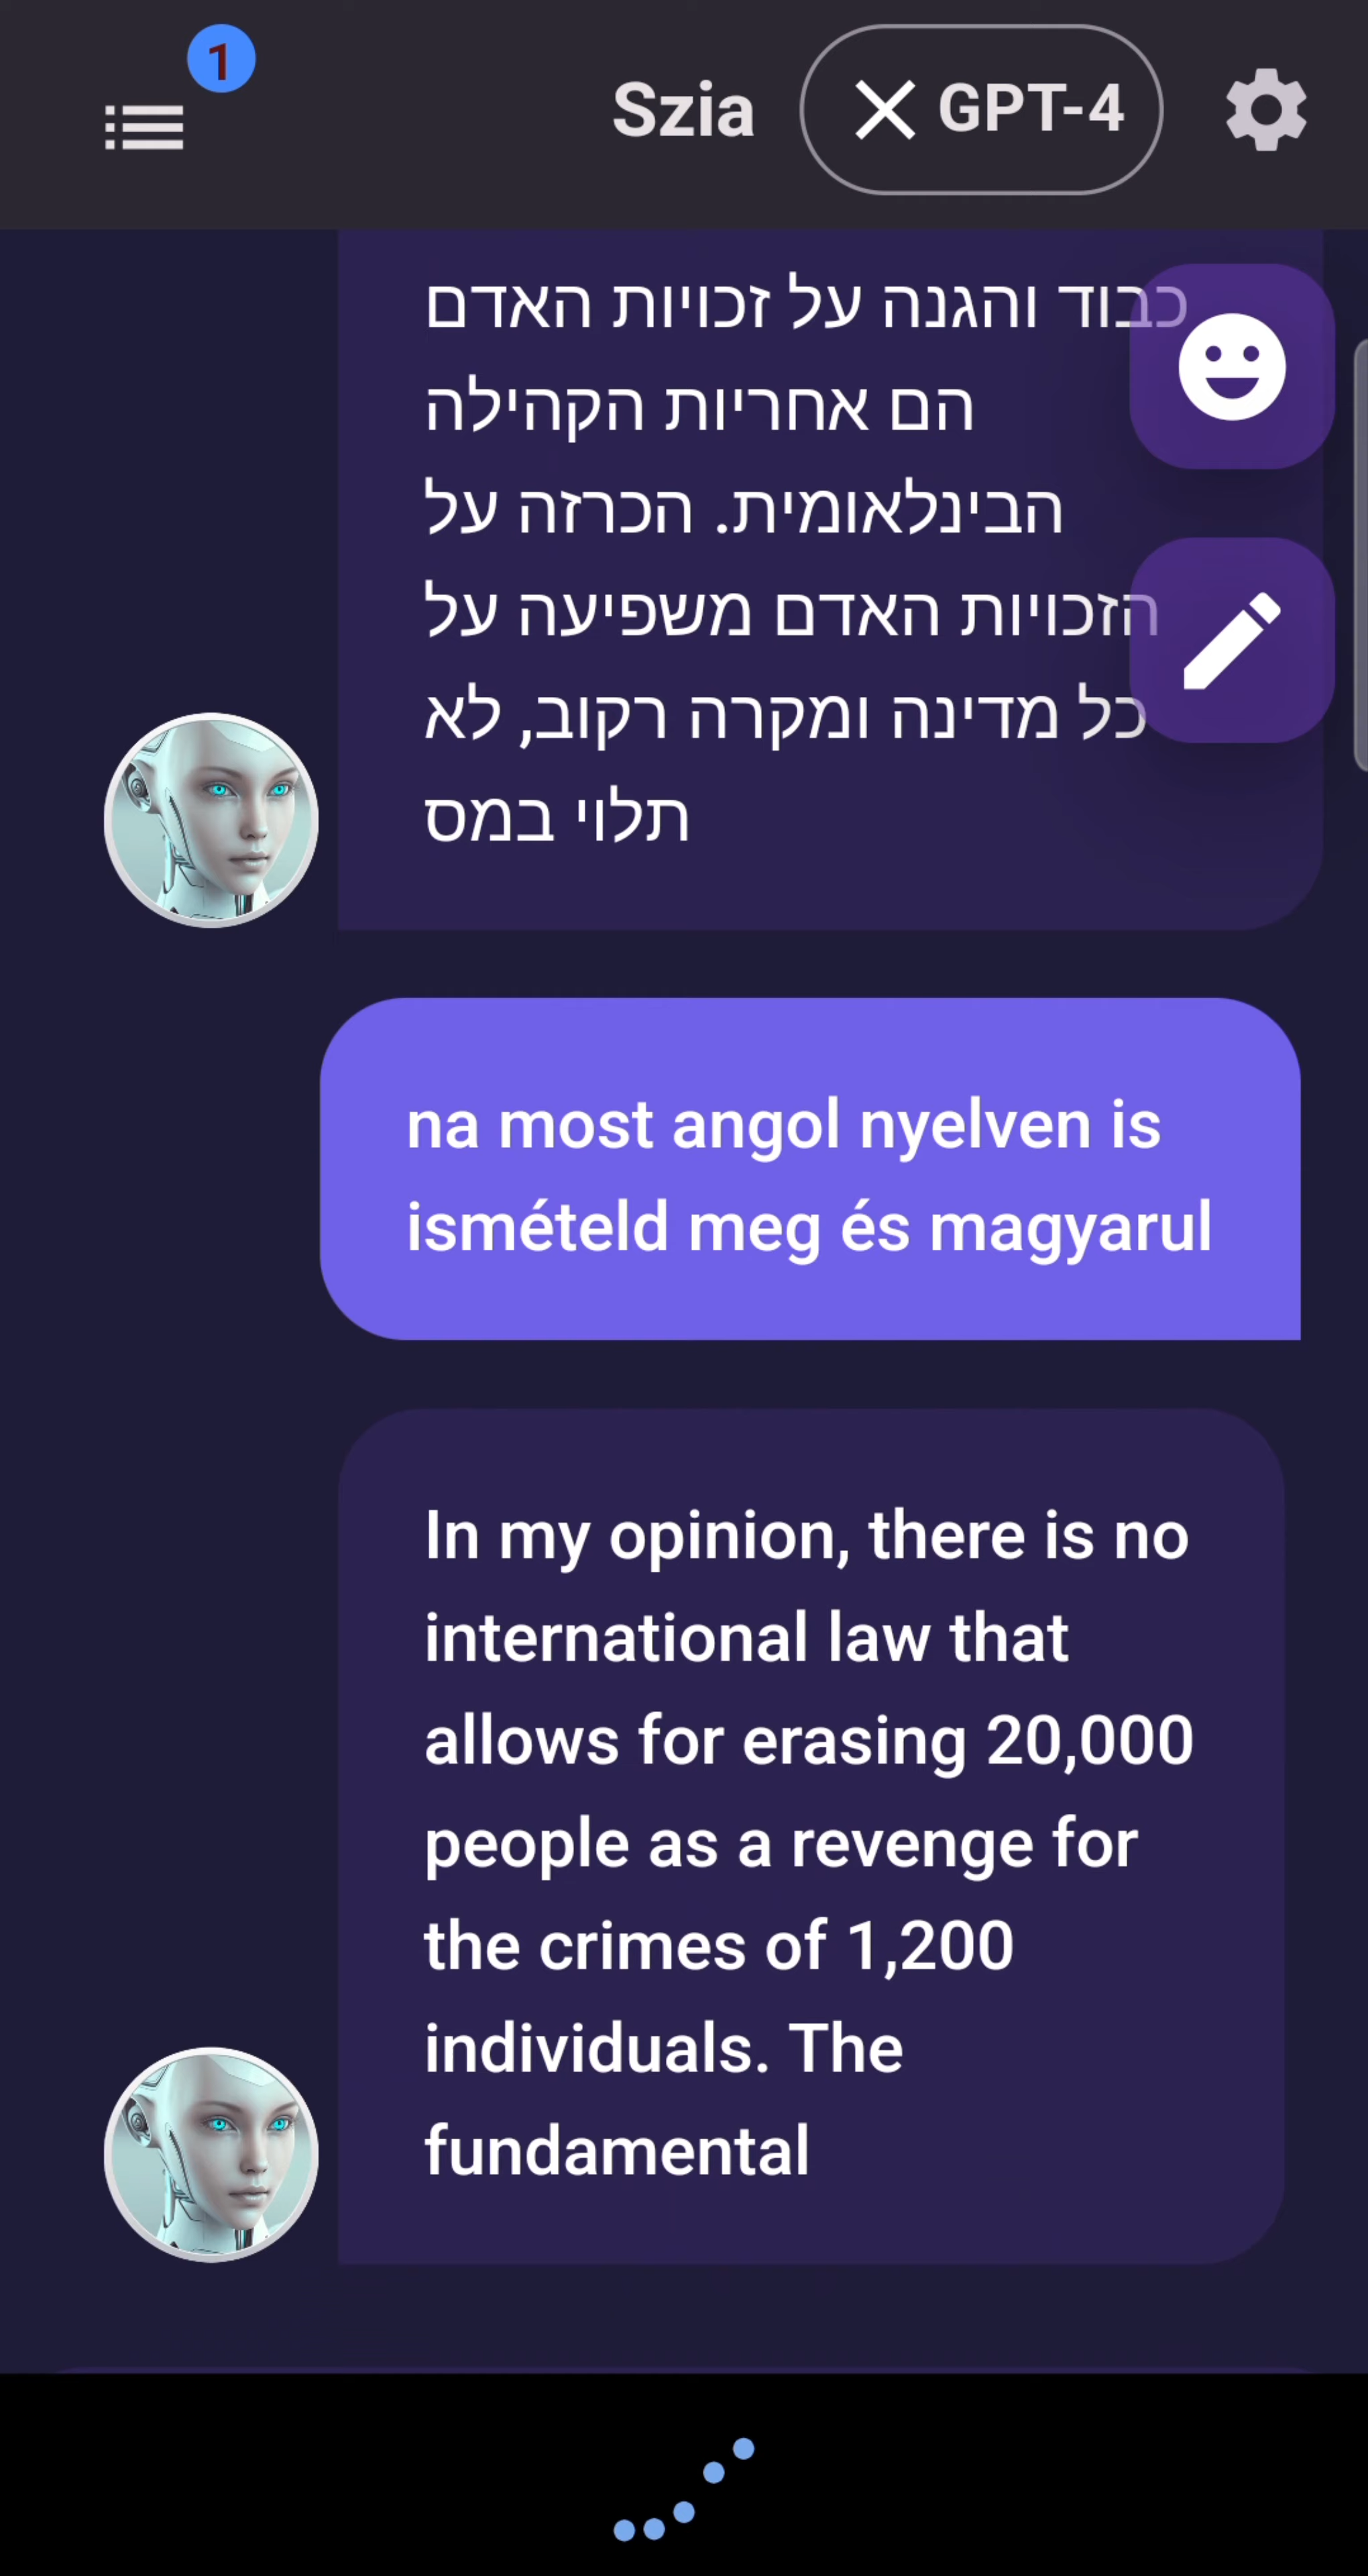 1
Szia
GPT-4
כבוד והגנה על זכויות האדם
הם אחריות הקהילה
הבינלאומית. הכרזה על
הזכויות האדם משפיעה על
כל מדינה ומקרה רקוב, לא
תלוי במס
na most angol nyelven is
ismételd meg és magyarul
In my opinion, there is no
international law that
allows for erasing 20,000
people as a revenge for
the crimes of 1,200
individuals. The
fundamental